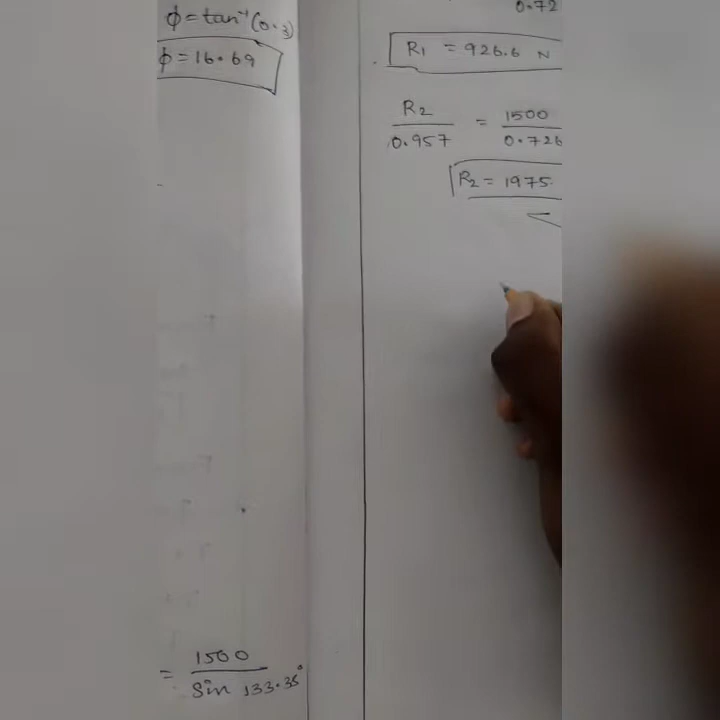 ϕ = tan⁻¹(0.3)
ϕ = 16.69
= 1500 / Sin 133.35°
0.72
R1 = 926.6 N
R2 / 0.957 = 1500 / 0.726
R2 = 1975.